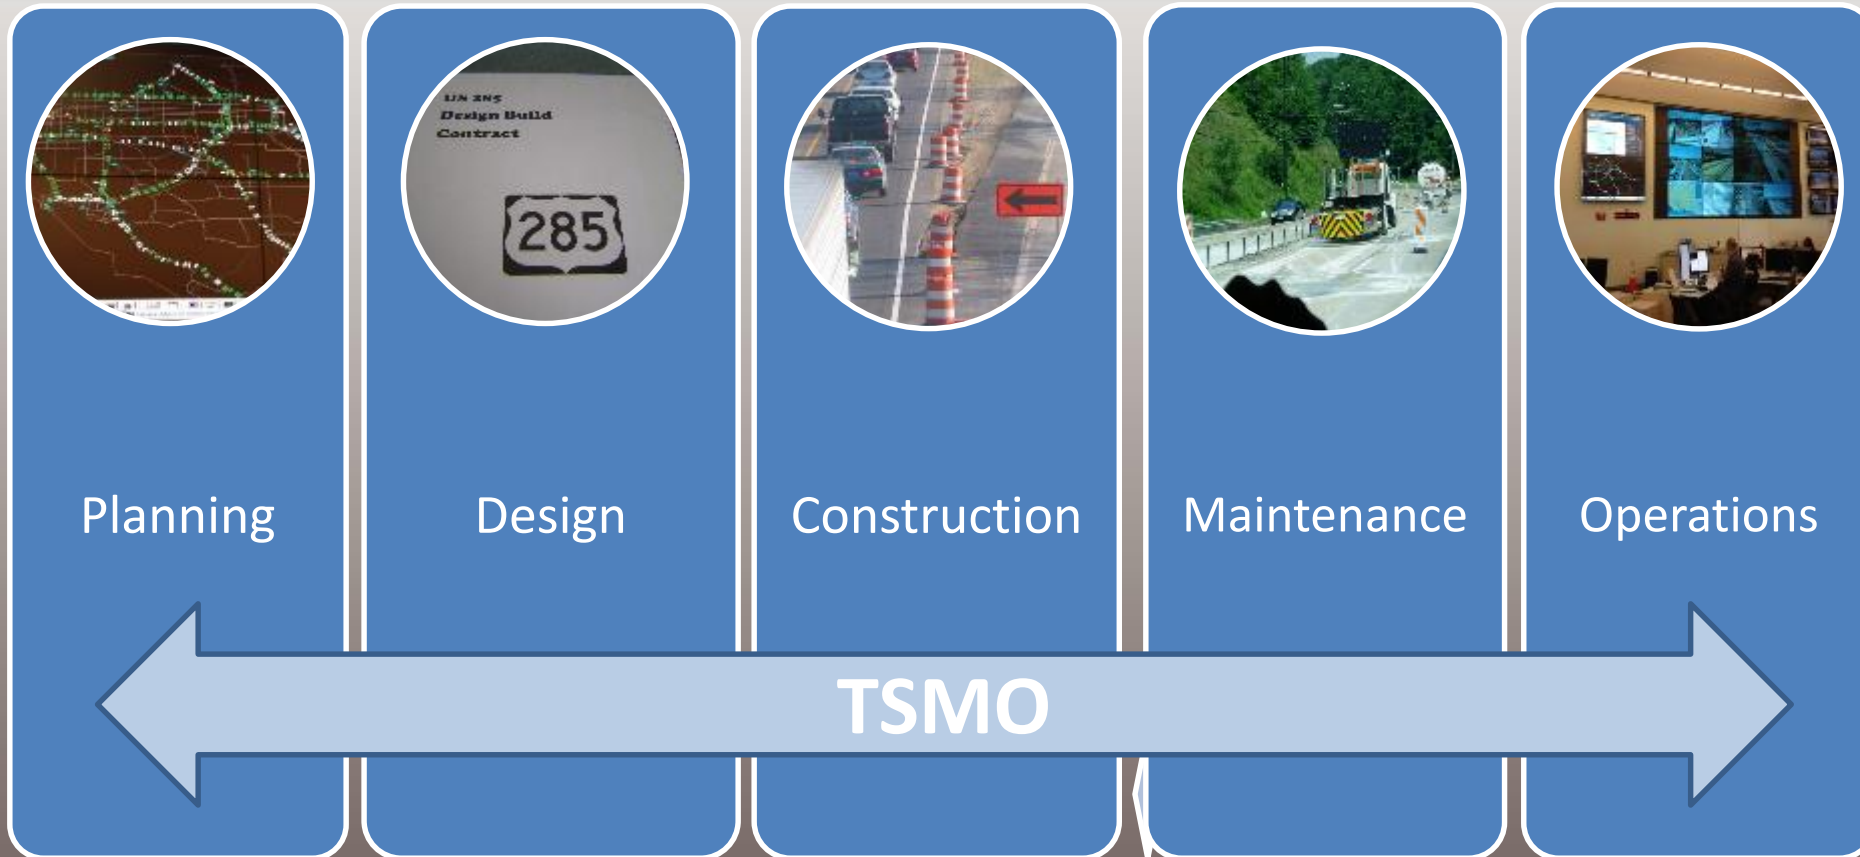 US 285
Design Build
Contract
285
Planning
Design
Construction
Maintenance
Operations
TSMO